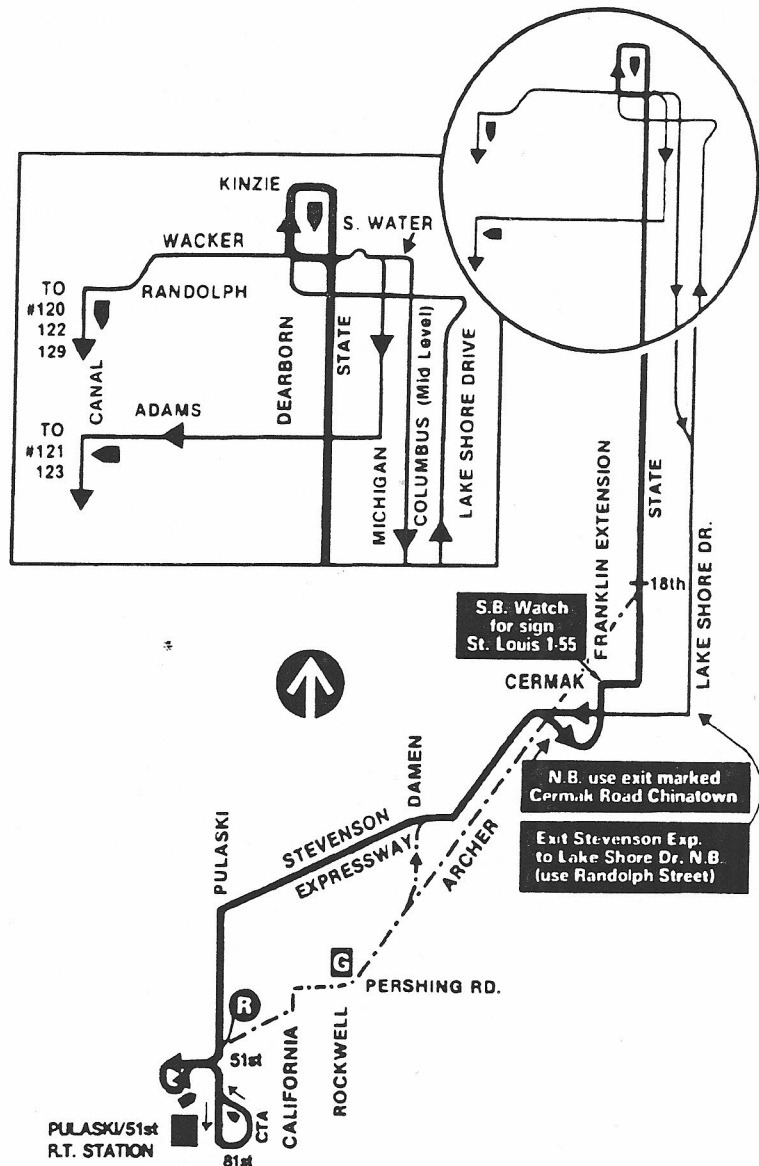 KINZIE
S. WATER
WACKER
RANDOLPH
TO
#120
122
129
CANAL
ADAMS
TO
#121
123
DEARBORN
STATE
MICHIGAN
COLUMBUS (Mid Level)
LAKE SHORE DRIVE
FRANKLIN EXTENSION
STATE
LAKE SHORE DR.
18th
S.B. Watch
for sign
St. Louis 1-55
CERMAK
N.B. use exit marked
Cermak Road Chinatown
Exit Stevenson Exp.
to Lake Shore Dr. N.B.
(use Randolph Street)
DAMEN
PULASKI
STEVENSON
EXPRESSWAY
ARCHER
G
PERSHING RD.
R
CALIFORNIA
ROCKWELL
51st
CTA
PULASKI/51st
R.T. STATION
81st